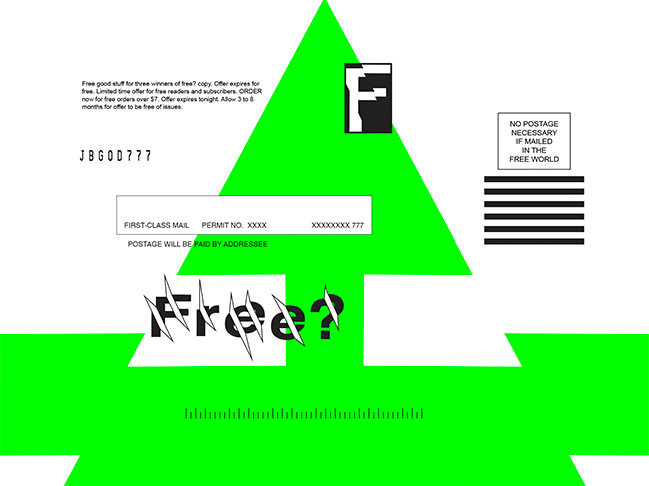 Free good stuff for three winners of free? copy. Offer expires for
free. Limited time offer for free readers and subscribers. ORDER
now for free orders over $7. Offer expires tonight. Allow 3 to 8
months for offer to be free of issues.
F
JBGOD777
NO POSTAGE
NECESSARY
IF MAILED
IN THE
FREE WORLD
FIRST-CLASS MAIL PERMIT NO. XXXX XXXXXXXX 777
POSTAGE WILL BE PAID BY ADDRESSEE
Free?